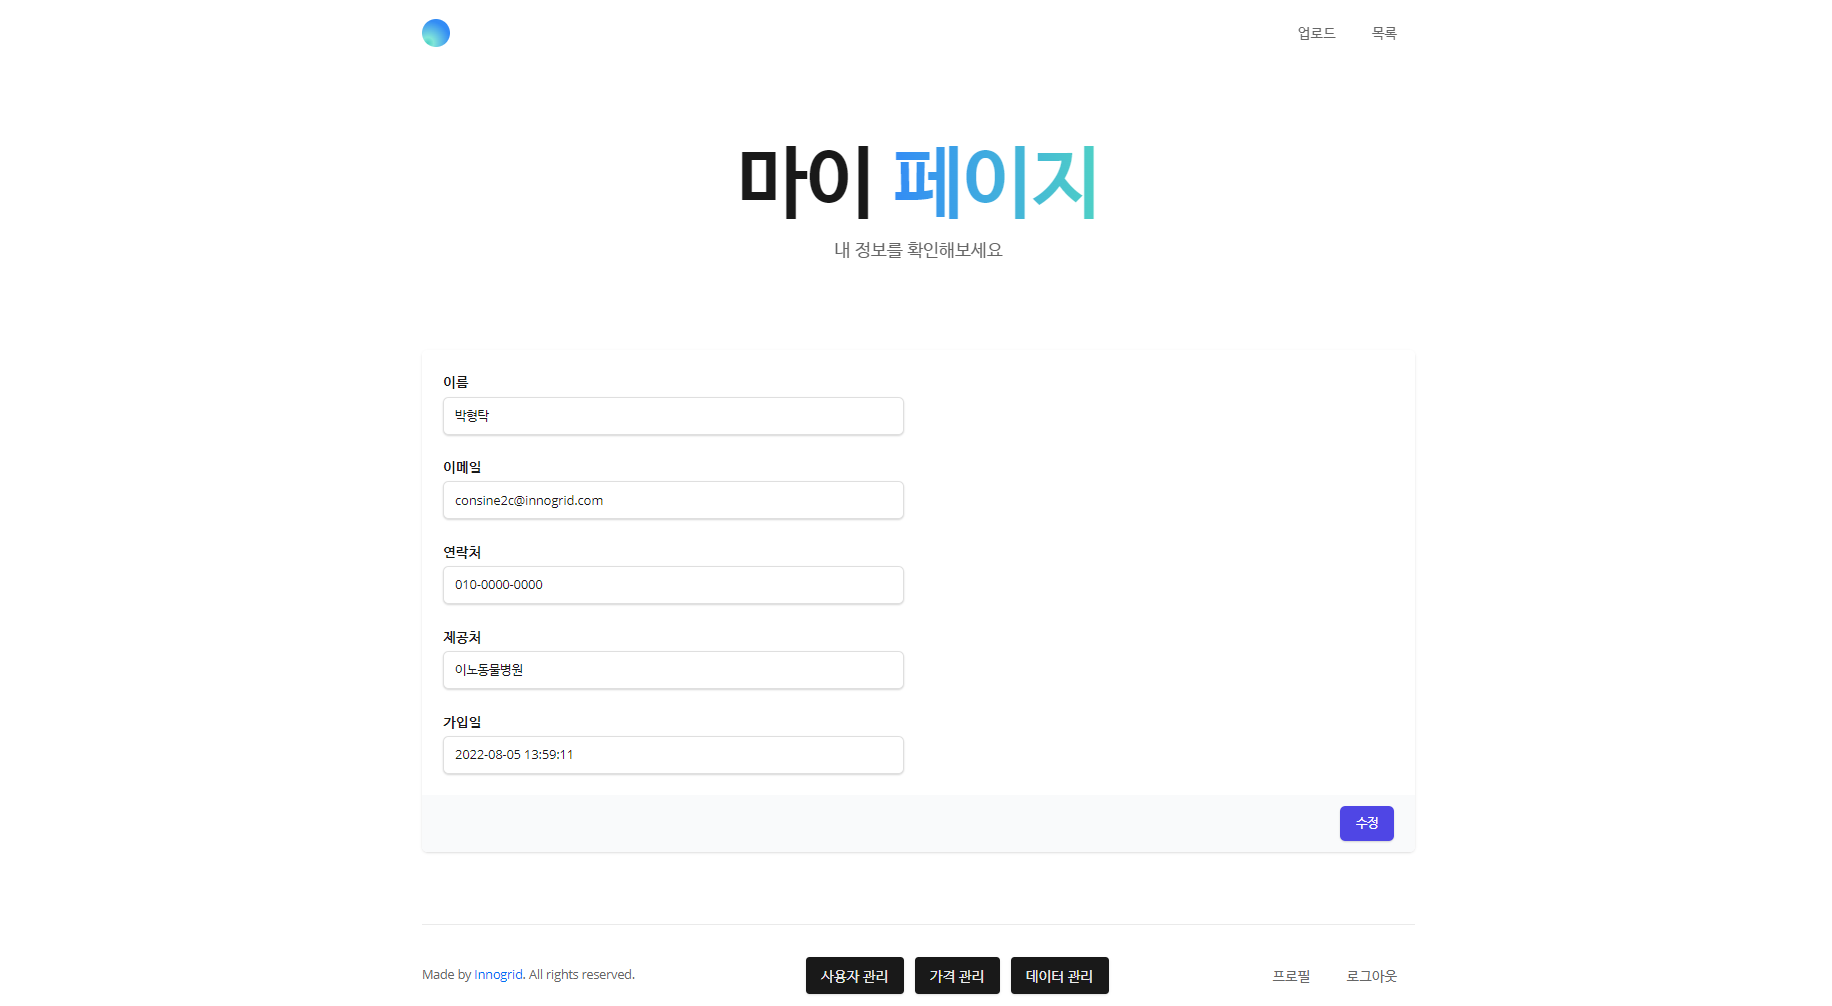 업로드 목록
마이 페이지
내 정보를 확인해보세요
이름
박형탁
이메일
consine2c@innogrid.com
연락처
010-0000-0000
제공처
이노동물병원
가입일
2022-08-05 13:59:11
수정
Made by Innogrid. All rights reserved.
사용자 관리 가격 관리 데이터 관리
프로필 로그아웃